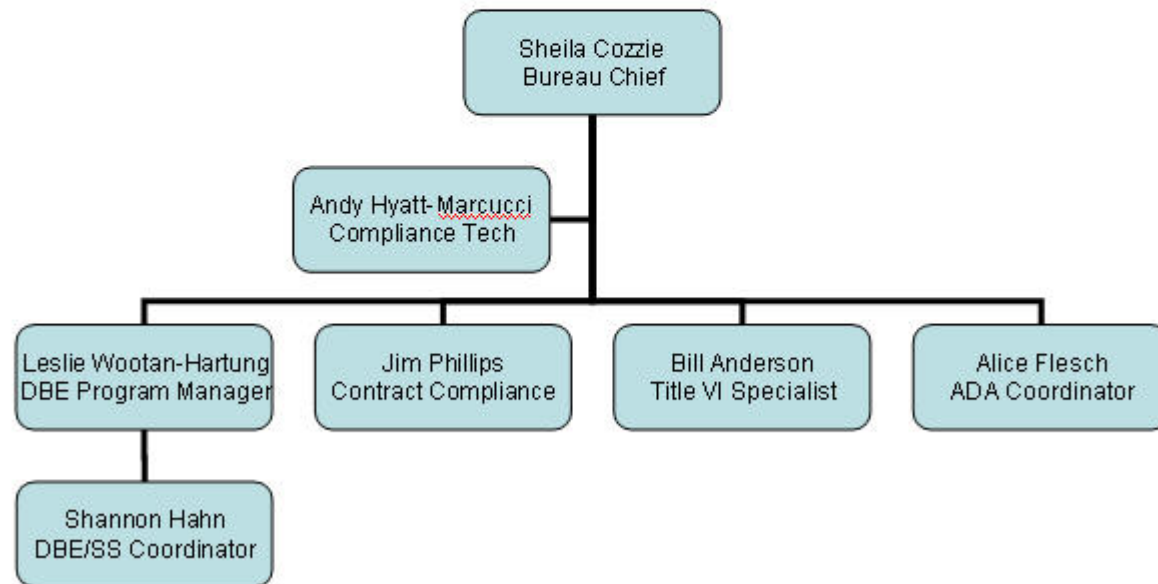 Sheila Cozzie
Bureau Chief
Andy Hyatt-Marcucci
Compliance Tech
Leslie Wootan-Hartung
DBE Program Manager
Jim Phillips
Contract Compliance
Bill Anderson
Title VI Specialist
Alice Flesch
ADA Coordinator
Shannon Hahn
DBE/SS Coordinator